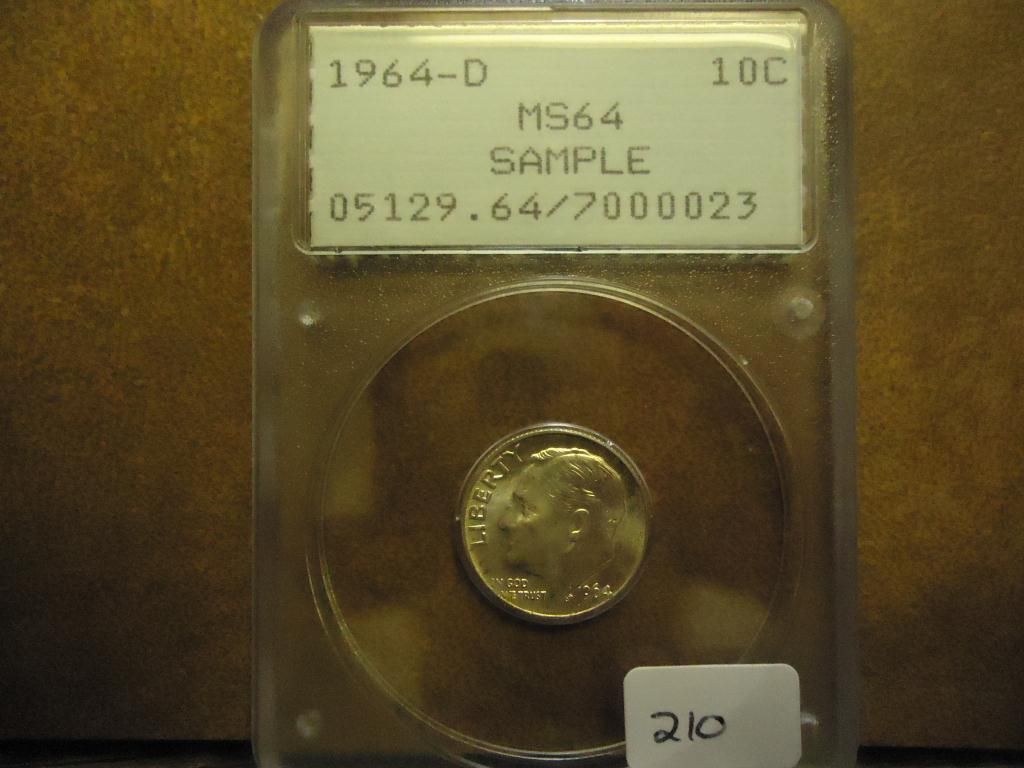 1964-D 10C
MS64
SAMPLE
05129.64/7000023
LIBERTY
IN GOD
WE TRUST
1964
210